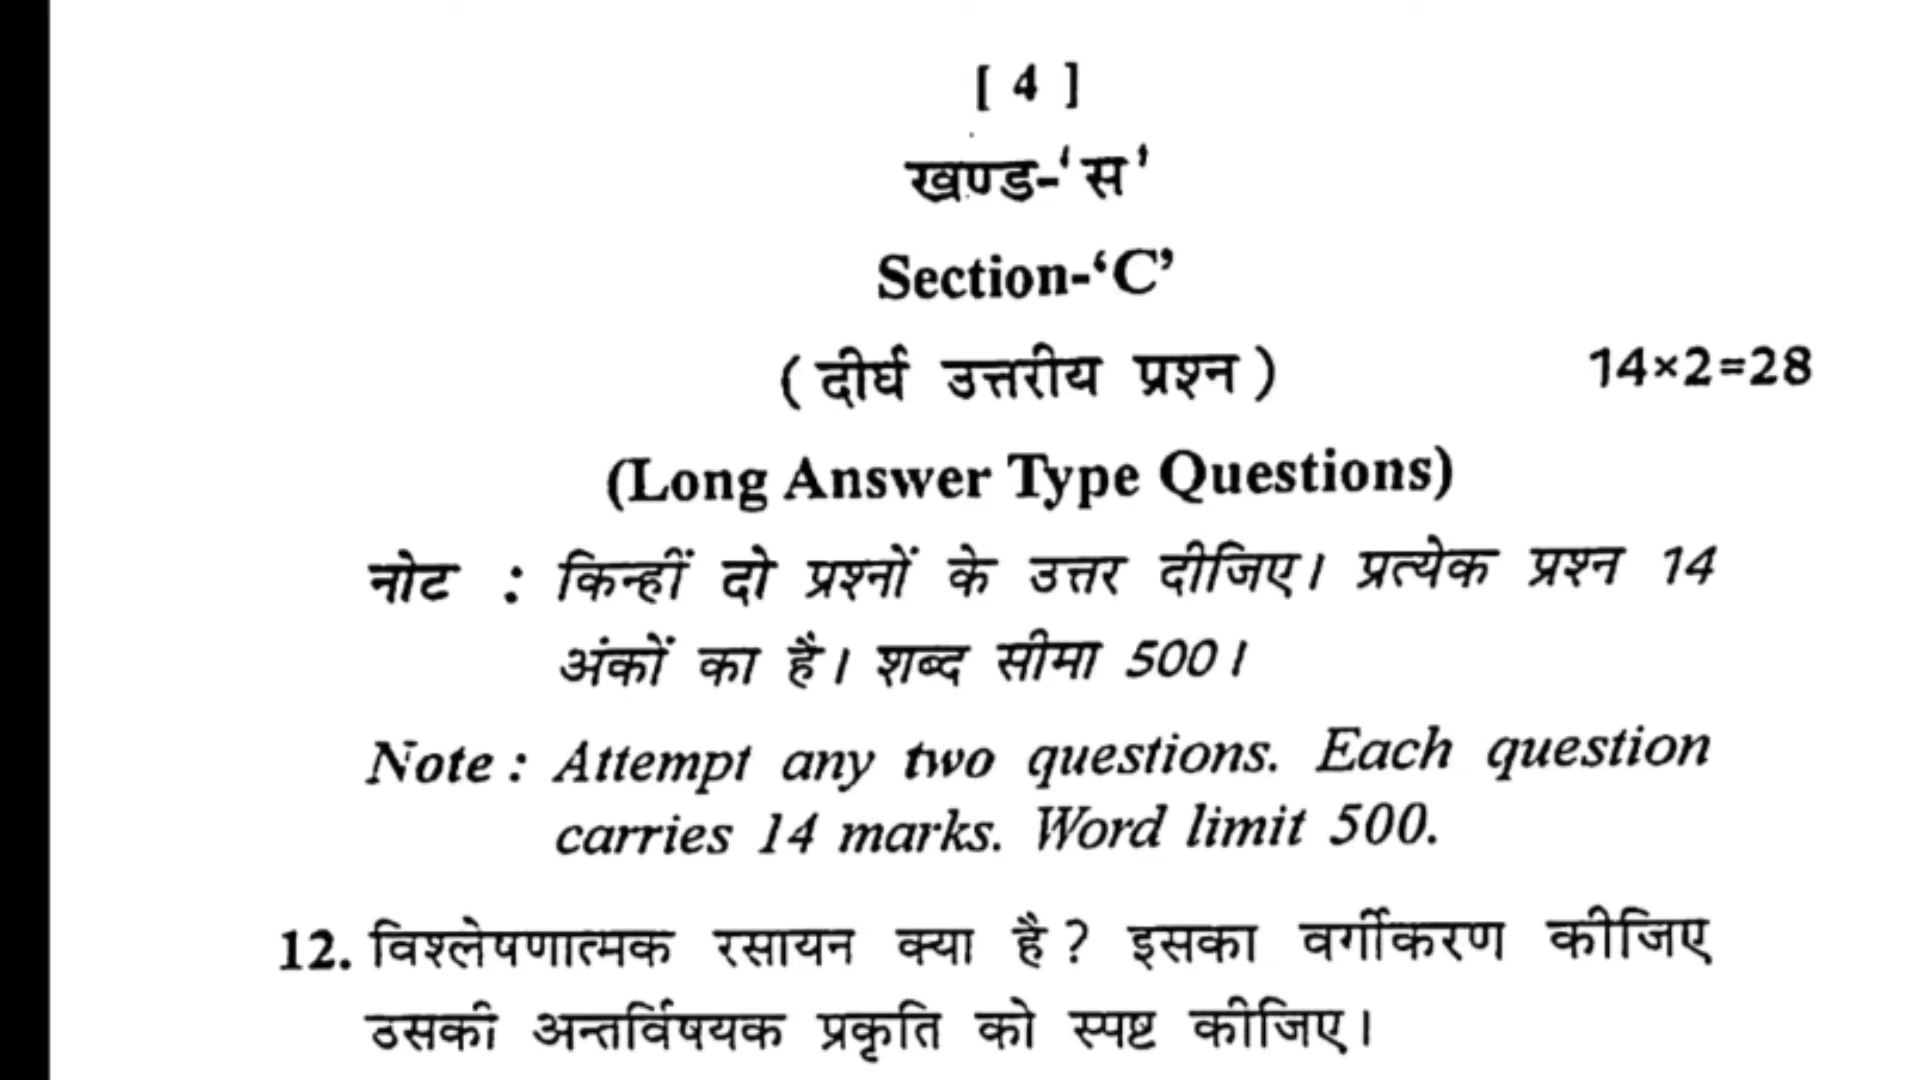 [ 4 ]
खण्ड-‘स’
Section-‘C’
( दीर्घ उत्तरीय प्रश्न ) 14×2=28
(Long Answer Type Questions)
नोट : किन्हीं दो प्रश्नों के उत्तर दीजिए। प्रत्येक प्रश्न 14
अंकों का है। शब्द सीमा 500।
Note : Attempt any two questions. Each question
carries 14 marks. Word limit 500.
12. विश्लेषणात्मक रसायन क्या है? इसका वर्गीकरण कीजिए
उसकी अन्तर्विषयक प्रकृति को स्पष्ट कीजिए।